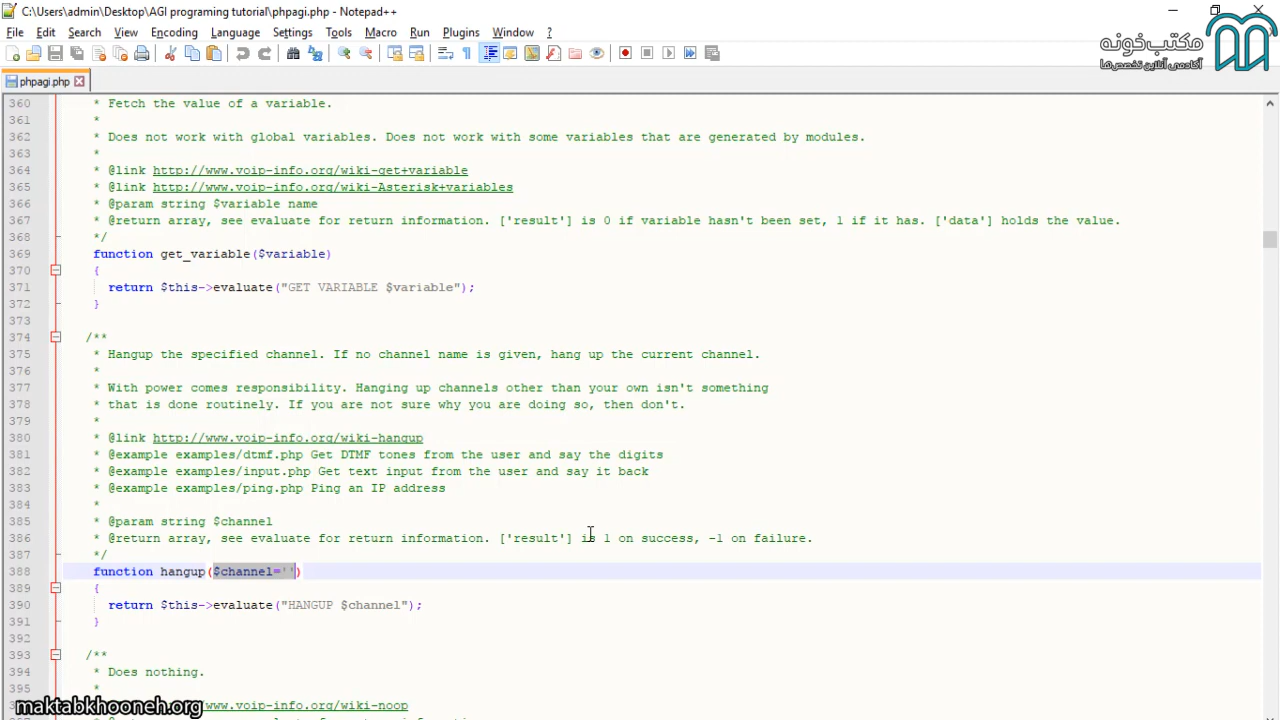 C:\Users\admin\Desktop\AGI programing tutorial\phpagi.php - Notepad++
File Edit Search View Encoding Language Settings Tools Macro Run Plugins Window ?
مکتب‌خونه
آکادمی آنلاین تخصص‌ها
phpagi.php
360 * Fetch the value of a variable.
361 *
362 * Does not work with global variables. Does not work with some variables that are generated by modules.
363 *
364 * @link http://www.voip-info.org/wiki-get+variable
365 * @link http://www.voip-info.org/wiki-Asterisk+variables
366 * @param string $variable name
367 * @return array, see evaluate for return information. ['result'] is 0 if variable hasn't been set, 1 if it has. ['data'] holds the value.
368 */
369 function get_variable($variable)
370 {
371 return $this->evaluate("GET VARIABLE $variable");
372 }
373
374 /**
375 * Hangup the specified channel. If no channel name is given, hang up the current channel.
376 *
377 * With power comes responsibility. Hanging up channels other than your own isn't something
378 * that is done routinely. If you are not sure why you are doing so, then don't.
379 *
380 * @link http://www.voip-info.org/wiki-hangup
381 * @example examples/dtmf.php Get DTMF tones from the user and say the digits
382 * @example examples/input.php Get text input from the user and say it back
383 * @example examples/ping.php Ping an IP address
384 *
385 * @param string $channel
386 * @return array, see evaluate for return information. ['result'] is 1 on success, -1 on failure.
387 */
388 function hangup($channel='')
389 {
390 return $this->evaluate("HANGUP $channel");
391 }
392
393 /**
394 * Does nothing.
395 *
www.voip-info.org/wiki-noop
maktabkhooneh.org